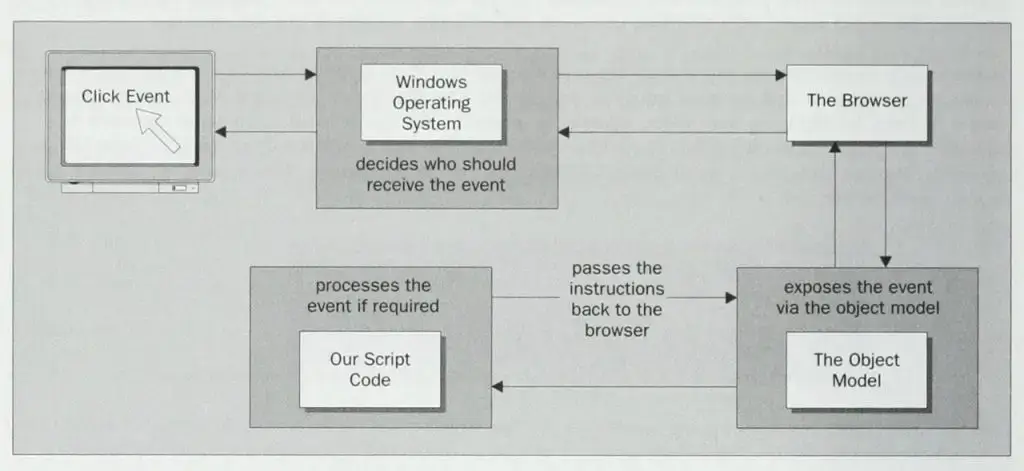 Click Event
Windows
Operating
System
decides who should
receive the event
The Browser
processes the
event if required
Our Script
Code
passes the
instructions
back to the
browser
exposes the event
via the object model
The Object
Model